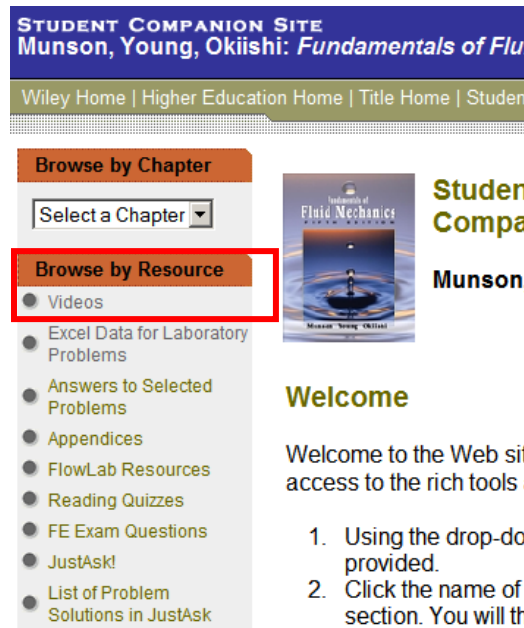 STUDENT COMPANION SITE
Munson, Young, Okiishi: Fundamentals of Flu
Wiley Home | Higher Education Home | Title Home | Studen
Browse by Chapter
Select a Chapter
Browse by Resource
Videos
Excel Data for Laboratory
Problems
Answers to Selected
Problems
Appendices
FlowLab Resources
Reading Quizzes
FE Exam Questions
JustAsk!
List of Problem
Solutions in JustAsk
fundamentals of
Fluid Mechanics
FIFTH EDITION
Munson Young Okiishi
Studen
Compa
Munson
Welcome
Welcome to the Web sit
access to the rich tools
1. Using the drop-do
provided.
2. Click the name of
section. You will th